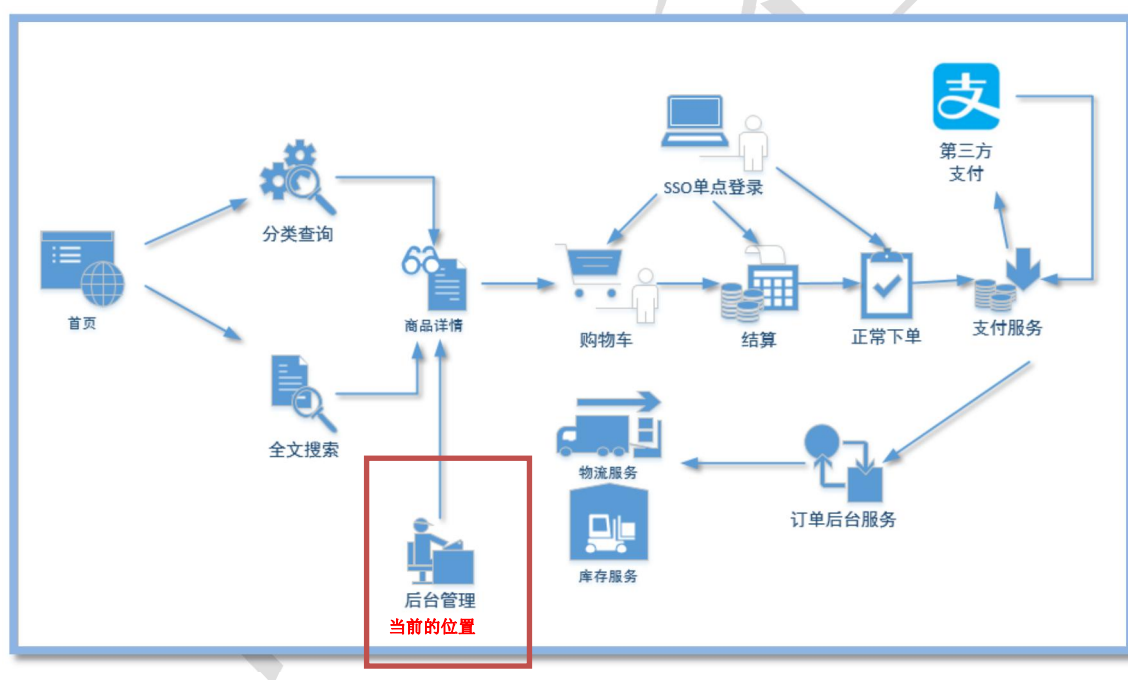 支
第三方
支付
SSO单点登录
分类查询
首页
商品详情
购物车
结算
正常下单
支付服务
全文搜索
物流服务
订单后台服务
库存服务
后台管理
当前的位置